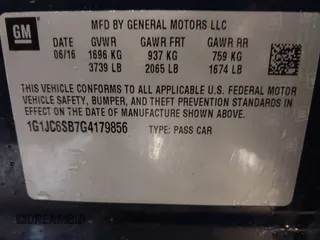 GM
MFD BY GENERAL MOTORS LLC
DATE GVWR GAWR FRT GAWR RR
06/16 1696 KG 937 KG 759 KG
3739 LB 2065 LB 1674 LB
THIS VEHICLE CONFORMS TO ALL APPLICABLE U.S. FEDERAL MOTOR
VEHICLE SAFETY, BUMPER, AND THEFT PREVENTION STANDARDS IN
EFFECT ON THE DATE OF MANUFACTURE SHOWN ABOVE.
1G1JC6SB7G4179856 TYPE: PASS CAR
DREAMBID